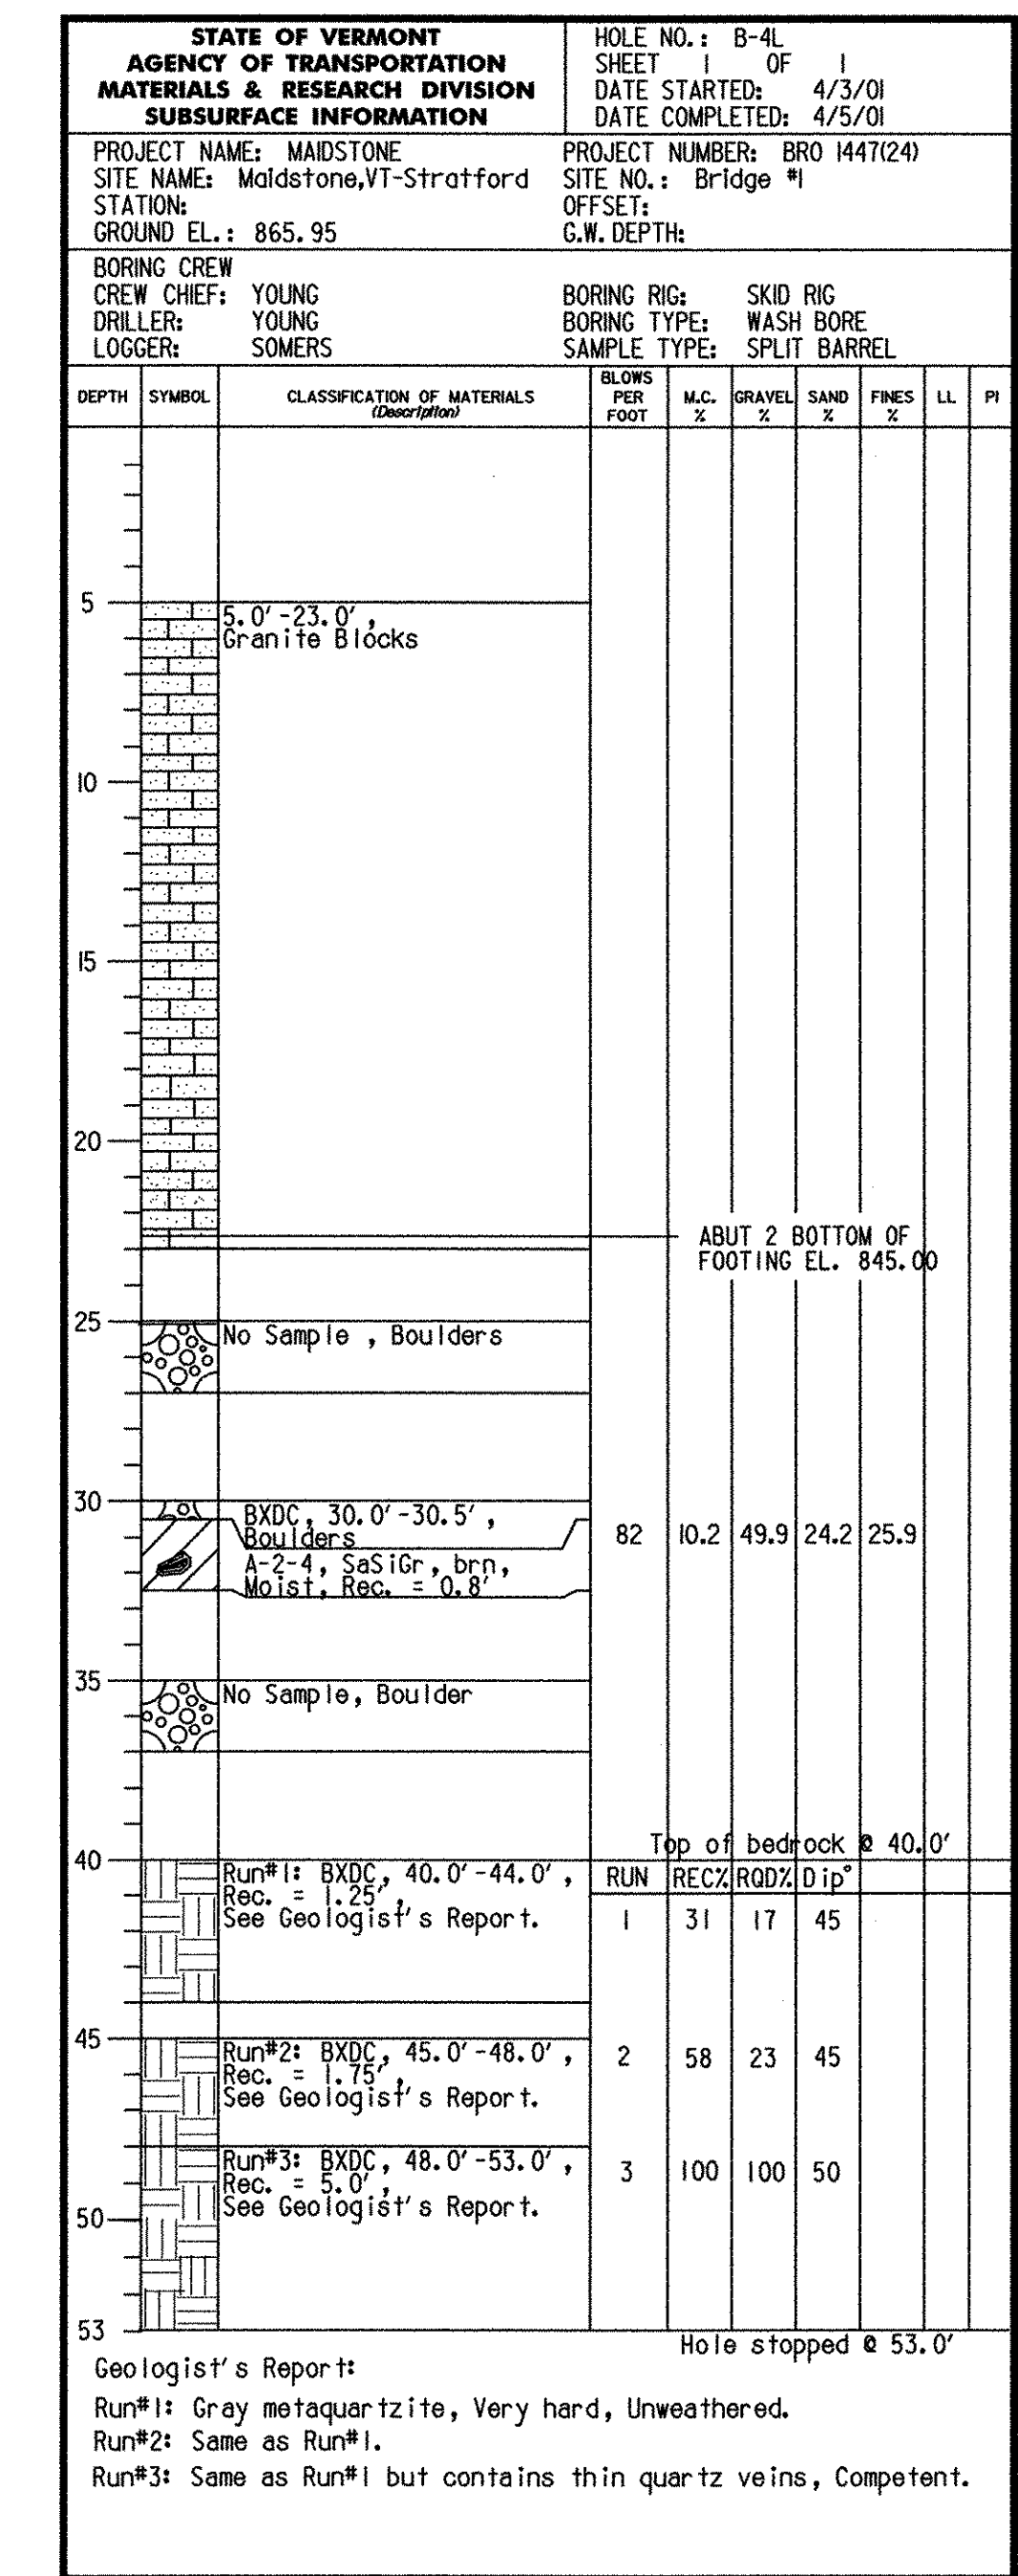 STATE OF VERMONT
AGENCY OF TRANSPORTATION
MATERIALS & RESEARCH DIVISION
SUBSURFACE INFORMATION
HOLE NO.: B-4L
SHEET 1 OF 1
DATE STARTED: 4/3/01
DATE COMPLETED: 4/5/01
PROJECT NAME: MAIDSTONE
SITE NAME: Maidstone,VT-Stratford
STATION:
GROUND EL.: 865.95
PROJECT NUMBER: BRO 1447(24)
SITE NO.: Bridge #1
OFFSET:
G.W. DEPTH:
BORING CREW
CREW CHIEF: YOUNG
DRILLER: YOUNG
LOGGER: SOMERS
BORING RIG: SKID RIG
BORING TYPE: WASH BORE
SAMPLE TYPE: SPLIT BARREL
DEPTH SYMBOL CLASSIFICATION OF MATERIALS (Description) BLOWS PER FOOT M.C. % GRAVEL % SAND % FINES % LL PI
5
5.0'-23.0',
Granite Blocks
10
15
20
ABUT 2 BOTTOM OF
FOOTING EL. 845.00
25
No Sample , Boulders
30
BXDC, 30.0'-30.5',
Boulders
82 10.2 49.9 24.2 25.9
A-2-4, SaSiGr, brn,
Moist, Rec. = 0.8'
35
No Sample, Boulder
Top of bedrock @ 40.0'
40
Run#1: BXDC, 40.0'-44.0',
Rec. = 1.25',
See Geologist's Report.
RUN REC% RQD% Dip°
1 31 17 45
45
Run#2: BXDC, 45.0'-48.0',
Rec. = 1.75',
See Geologist's Report.
2 58 23 45
Run#3: BXDC, 48.0'-53.0',
Rec. = 5.0',
See Geologist's Report.
3 100 100 50
50
53
Hole stopped @ 53.0'
Geologist's Report:
Run#1: Gray metaquartzite, Very hard, Unweathered.
Run#2: Same as Run#1.
Run#3: Same as Run#1 but contains thin quartz veins, Competent.